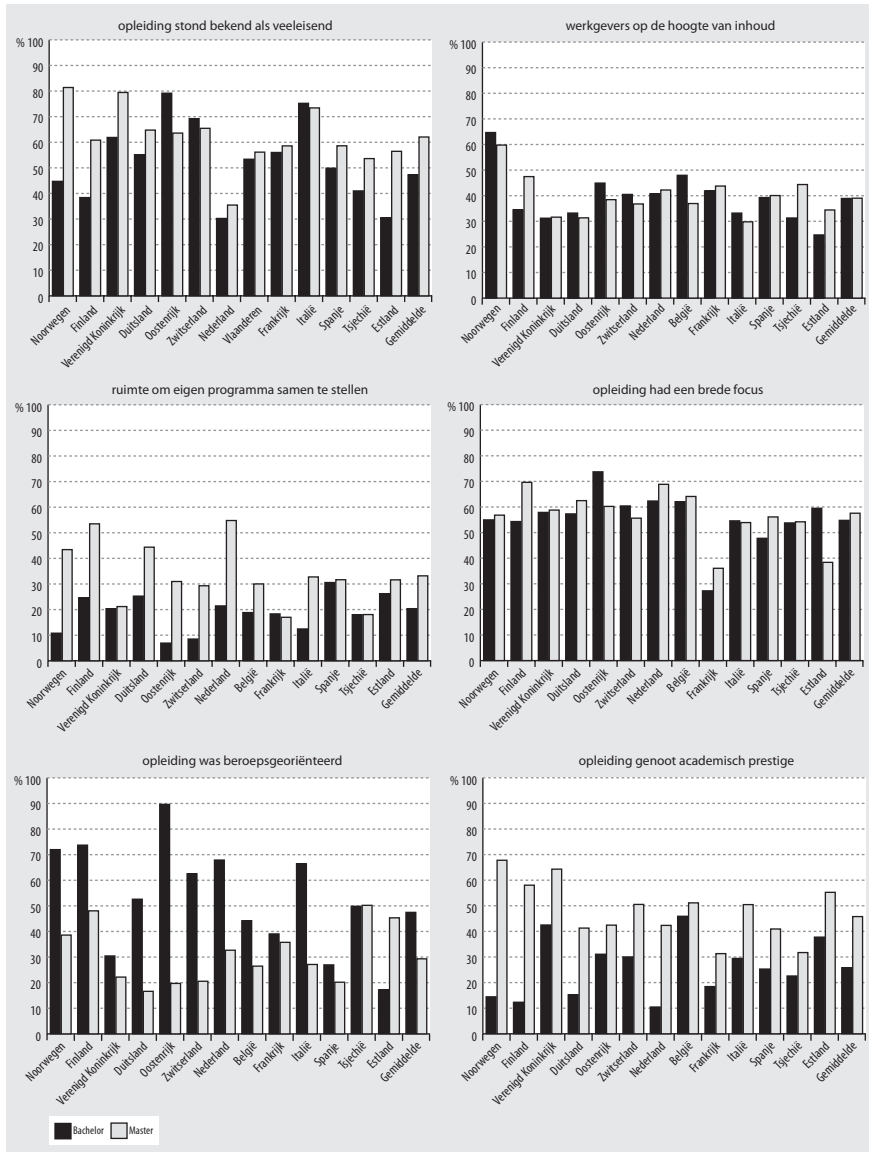 opleiding stond bekend als veeleisend
% 100
90
80
70
60
50
40
30
20
10
0
Noorwegen
Finland
Verenigd Koninkrijk
Duitsland
Oostenrijk
Zwitserland
Nederland
Vlaanderen
Frankrijk
Italië
Spanje
Tsjechië
Estland
Gemiddelde
werkgevers op de hoogte van inhoud
% 100
90
80
70
60
50
40
30
20
10
0
Noorwegen
Finland
Verenigd Koninkrijk
Duitsland
Oostenrijk
Zwitserland
Nederland
België
Frankrijk
Italië
Spanje
Tsjechië
Estland
Gemiddelde
ruimte om eigen programma samen te stellen
% 100
90
80
70
60
50
40
30
20
10
0
Noorwegen
Finland
Verenigd Koninkrijk
Duitsland
Oostenrijk
Zwitserland
Nederland
België
Frankrijk
Italië
Spanje
Tsjechië
Estland
Gemiddelde
opleiding had een brede focus
% 100
90
80
70
60
50
40
30
20
10
0
Noorwegen
Finland
Verenigd Koninkrijk
Duitsland
Oostenrijk
Zwitserland
Nederland
België
Frankrijk
Italië
Spanje
Tsjechië
Estland
Gemiddelde
opleiding was beroepsgeoriënteerd
% 100
90
80
70
60
50
40
30
20
10
0
Noorwegen
Finland
Verenigd Koninkrijk
Duitsland
Oostenrijk
Zwitserland
Nederland
België
Frankrijk
Italië
Spanje
Tsjechië
Estland
Gemiddelde
opleiding genoot academisch prestige
% 100
90
80
70
60
50
40
30
20
10
0
Noorwegen
Finland
Verenigd Koninkrijk
Duitsland
Oostenrijk
Zwitserland
Nederland
België
Frankrijk
Italië
Spanje
Tsjechië
Estland
Gemiddelde
Bachelor Master